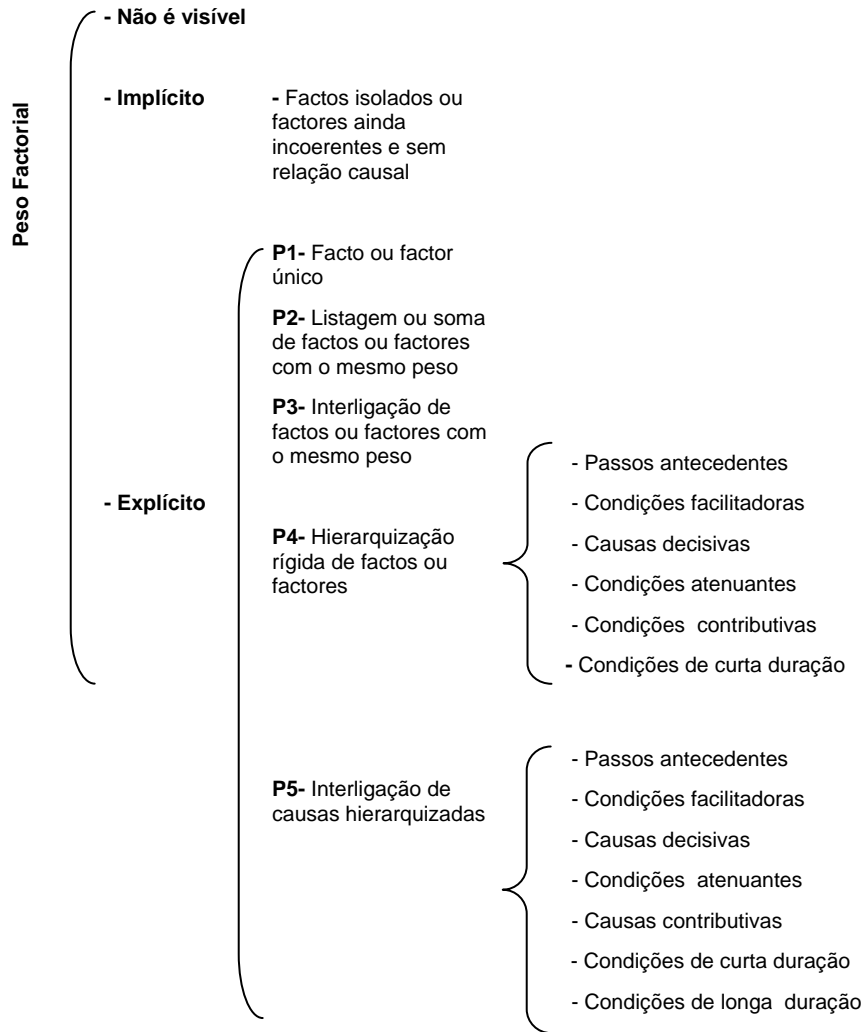 Peso Factorial
- Não é visível
- Implícito
- Factos isolados ou
factores ainda
incoerentes e sem
relação causal
- Explícito
P1- Facto ou factor
único
P2- Listagem ou soma
de factos ou factores
com o mesmo peso
P3- Interligação de
factos ou factores com
o mesmo peso
P4- Hierarquização
rígida de factos ou
factores
- Passos antecedentes
- Condições facilitadoras
- Causas decisivas
- Condições atenuantes
- Condições contributivas
- Condições de curta duração
P5- Interligação de
causas hierarquizadas
- Passos antecedentes
- Condições facilitadoras
- Causas decisivas
- Condições atenuantes
- Causas contributivas
- Condições de curta duração
- Condições de longa duração